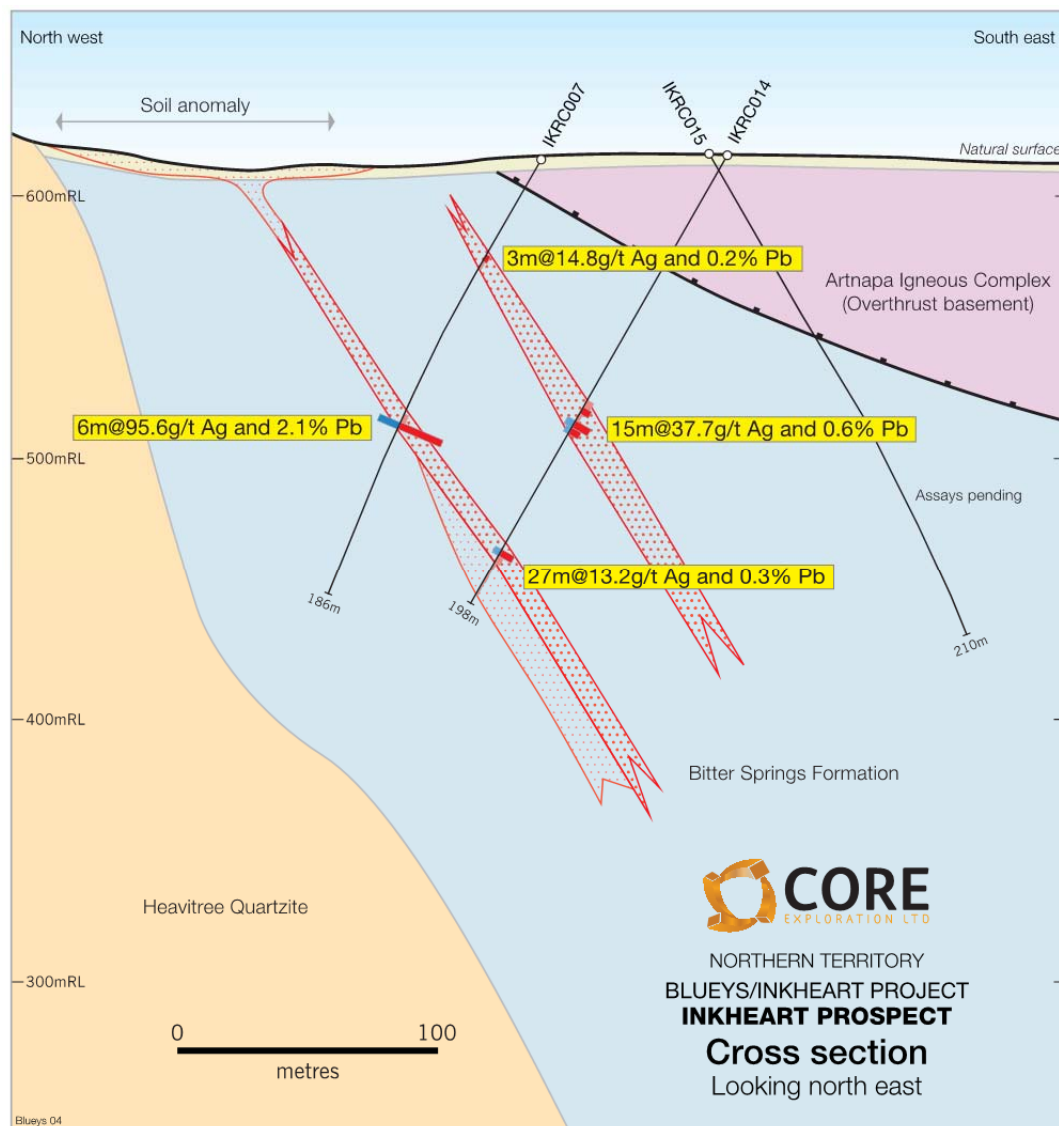 North west
South east
Soil anomaly
IKRC007
IKRC015
IKRC014
Natural surface
600mRL
3m@14.8g/t Ag and 0.2% Pb
Artnapa Igneous Complex
(Overthrust basement)
6m@95.6g/t Ag and 2.1% Pb
15m@37.7g/t Ag and 0.6% Pb
500mRL
Assays pending
27m@13.2g/t Ag and 0.3% Pb
186m
198m
210m
400mRL
Bitter Springs Formation
Heavitree Quartzite
CORE
EXPLORATION LTD
NORTHERN TERRITORY
BLUEYS/INKHEART PROJECT
INKHEART PROSPECT
Cross section
Looking north east
300mRL
0 100
metres
Blueys 04